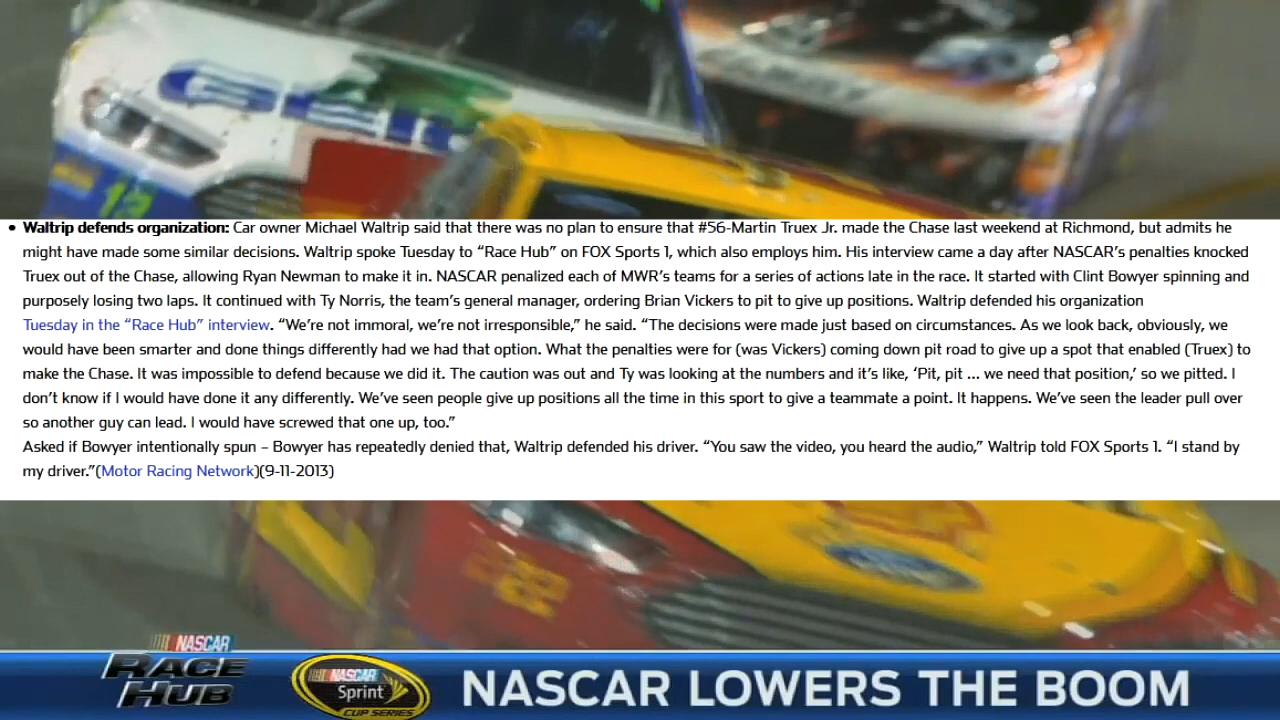 • Waltrip defends organization: Car owner Michael Waltrip said that there was no plan to ensure that #56-Martin Truex Jr. made the Chase last weekend at Richmond, but admits he
might have made some similar decisions. Waltrip spoke Tuesday to “Race Hub” on FOX Sports 1, which also employs him. His interview came a day after NASCAR’s penalties knocked
Truex out of the Chase, allowing Ryan Newman to make it in. NASCAR penalized each of MWR’s teams for a series of actions late in the race. It started with Clint Bowyer spinning and
purposely losing two laps. It continued with Ty Norris, the team’s general manager, ordering Brian Vickers to pit to give up positions. Waltrip defended his organization
Tuesday in the “Race Hub” interview. “We’re not immoral, we’re not irresponsible,” he said. “The decisions were made just based on circumstances. As we look back, obviously, we
would have been smarter and done things differently had we had that option. What the penalties were for (was Vickers) coming down pit road to give up a spot that enabled (Truex) to
make the Chase. It was impossible to defend because we did it. The caution was out and Ty was looking at the numbers and it’s like, ‘Pit, pit ... we need that position,’ so we pitted. I
don’t know if I would have done it any differently. We’ve seen people give up positions all the time in this sport to give a teammate a point. It happens. We’ve seen the leader pull over
so another guy can lead. I would have screwed that one up, too.”
Asked if Bowyer intentionally spun – Bowyer has repeatedly denied that, Waltrip defended his driver. “You saw the video, you heard the audio,” Waltrip told FOX Sports 1. “I stand by
my driver.”(Motor Racing Network)(9-11-2013)
NASCAR
RACE
HUB
NASCAR
Sprint
CUP SERIES
NASCAR LOWERS THE BOOM